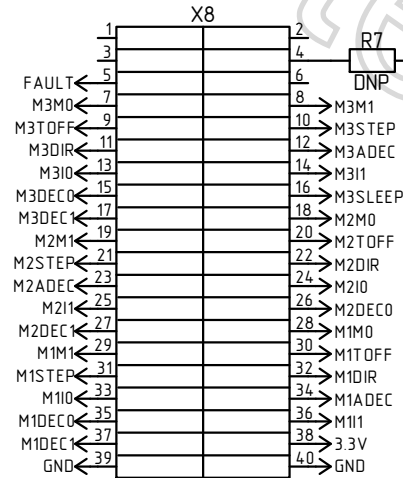 X8
1 2
3 4 R7
FAULT 5 6 DNP
M3M0 7 8 M3M1
M3TOFF 9 10 M3STEP
M3DIR 11 12 M3ADEC
M3I0 13 14 M3I1
M3DEC0 15 16 M3SLEEP
M3DEC1 17 18 M2M0
M2M1 19 20 M2TOFF
M2STEP 21 22 M2DIR
M2ADEC 23 24 M2I0
M2I1 25 26 M2DEC0
M2DEC1 27 28 M1M0
M1M1 29 30 M1TOFF
M1STEP 31 32 M1DIR
M1I0 33 34 M1ADEC
M1DEC0 35 36 M1I1
M1DEC1 37 38 3.3V
GND 39 40 GND